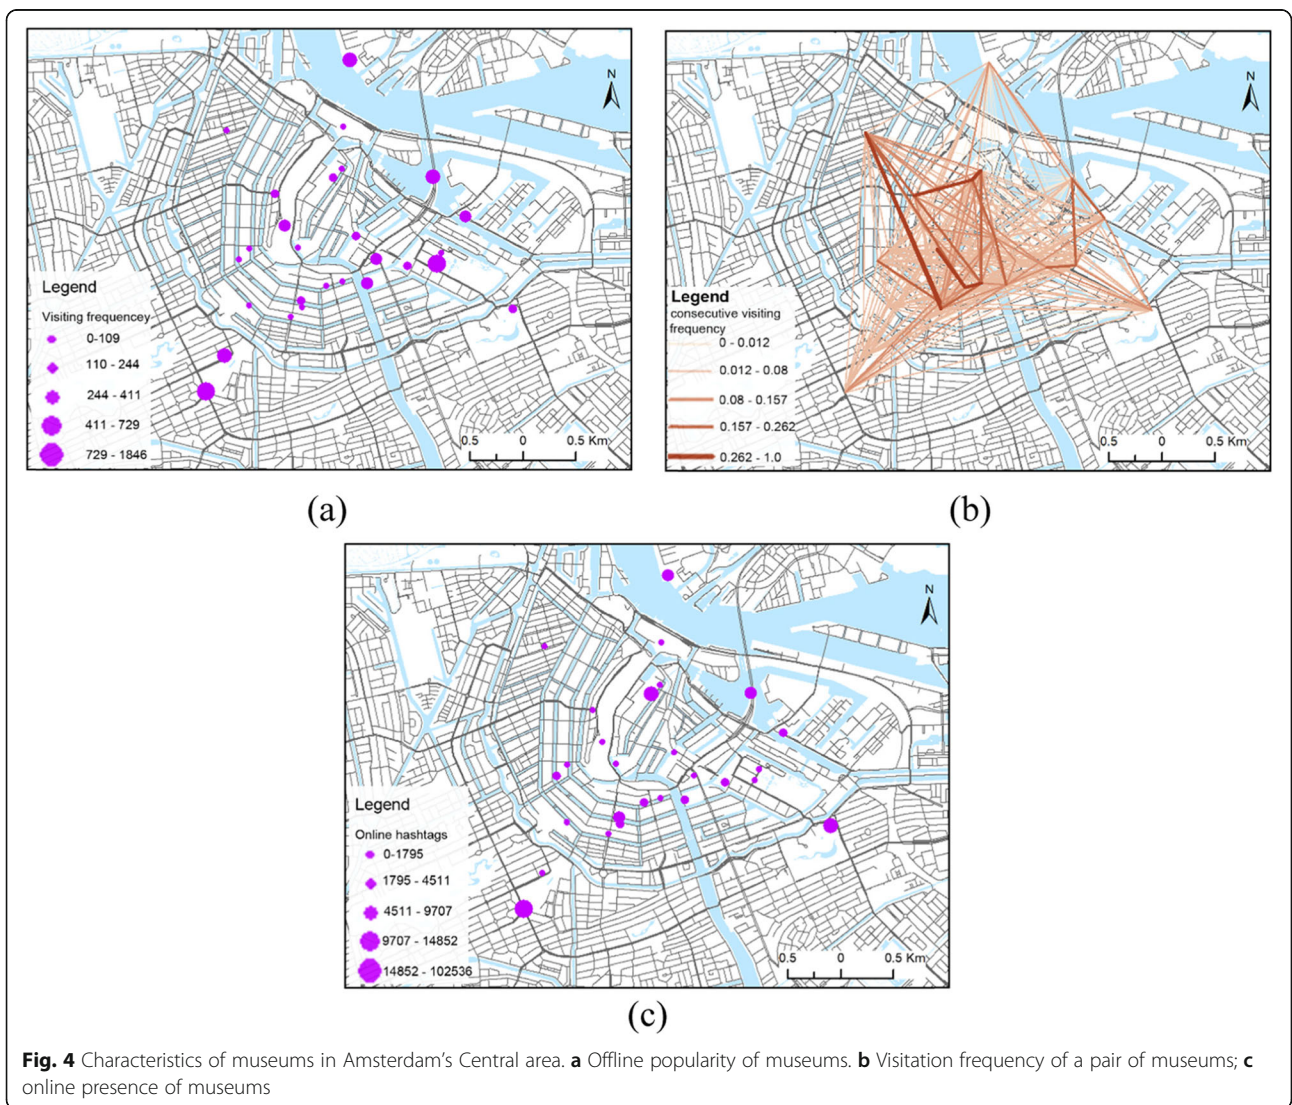 N
Legend
Visiting frequencey
0-109
110 - 244
244 - 411
411 - 729
729 - 1846
0.5 0 0.5 Km
(a)
N
Legend
consecutive visiting
frequency
0 - 0.012
0.012 - 0.08
0.08 - 0.157
0.157 - 0.262
0.262 - 1.0
0.5 0 0.5 Km
(b)
N
Legend
Online hashtags
0-1795
1795 - 4511
4511 - 9707
9707 - 14852
14852 - 102536
0.5 0 0.5 Km
(c)
Fig. 4 Characteristics of museums in Amsterdam's Central area. a Offline popularity of museums. b Visitation frequency of a pair of museums; c
online presence of museums